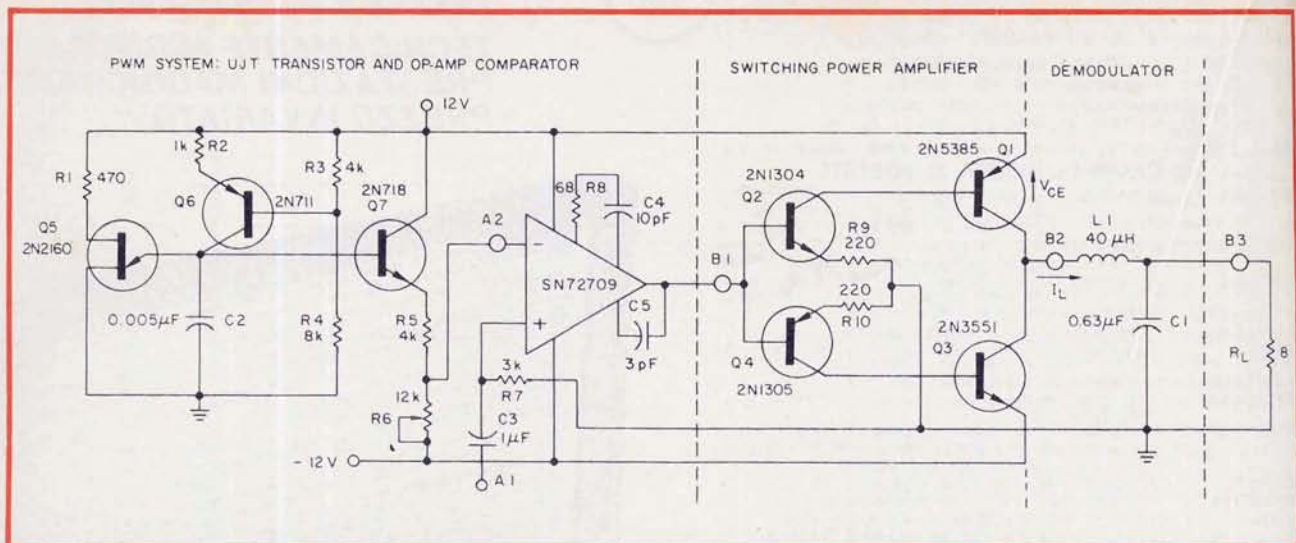 PWM SYSTEM: UJT TRANSISTOR AND OP-AMP COMPARATOR
SWITCHING POWER AMPLIFIER
DEMODULATOR
12V
1k R2
R3 4k
R1 470
Q6
2N711
2N718
Q7
Q5
2N2160
0.005µF C2
R4
8k
R5
4k
12k
R6
-12V
A2
68 R8
C4
10pF
SN72709
C5
3pF
3k
R7
C3
1µF
A1
B1
2N1304
Q2
R9
220
220
R10
Q4
2N1305
2N5385 Q1
VCE
2N3551
Q3
B2
IL
L1
40µH
0.63µF C1
B3
RL 8